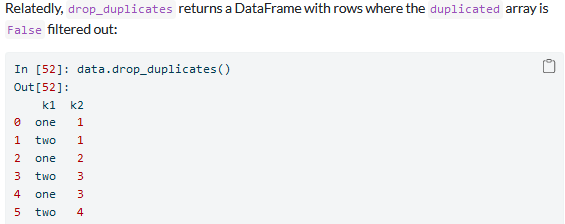 Relatedly, drop_duplicates returns a DataFrame with rows where the duplicated array is
False filtered out:
In [52]: data.drop_duplicates()
Out[52]:
    k1  k2
0  one   1
1  two   1
2  one   2
3  two   3
4  one   3
5  two   4